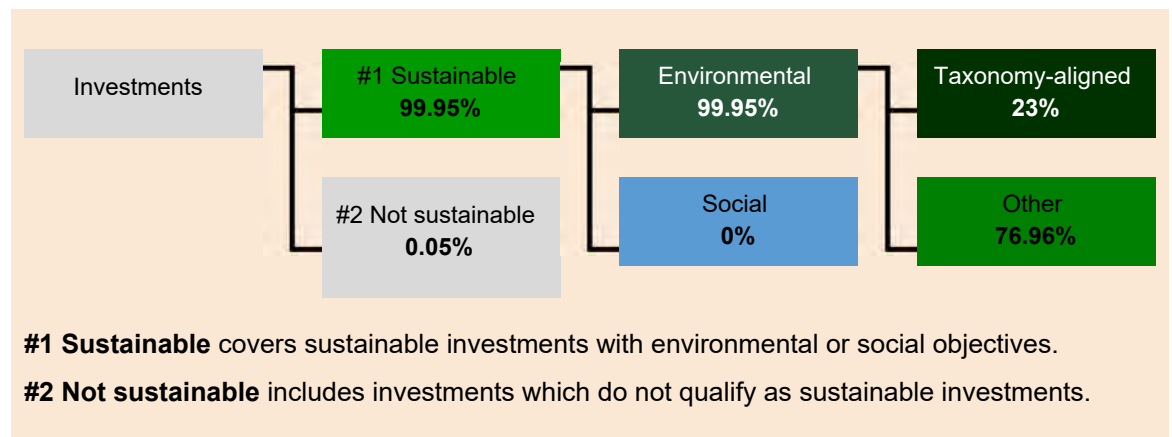 Investments
#1 Sustainable
99.95%
Environmental
99.95%
Taxonomy-aligned
23%
#2 Not sustainable
0.05%
Social
0%
Other
76.96%
#1 Sustainable covers sustainable investments with environmental or social objectives.
#2 Not sustainable includes investments which do not qualify as sustainable investments.